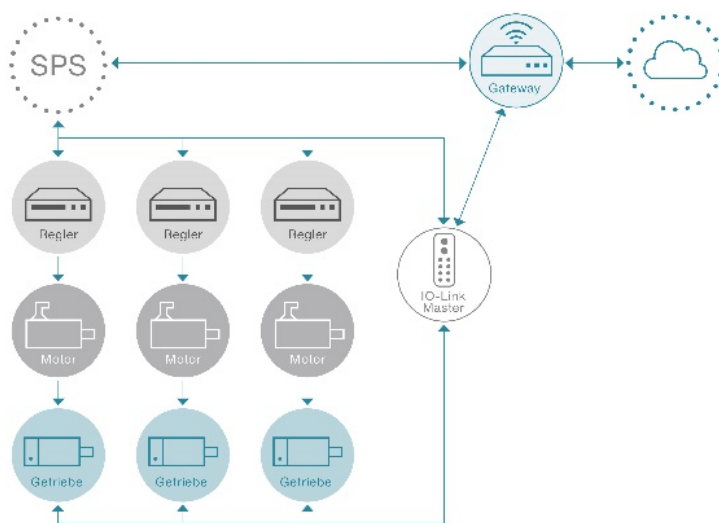 SPS
Gateway
Regler
Regler
Regler
IO-Link
Master
Motor
Motor
Motor
Getriebe
Getriebe
Getriebe